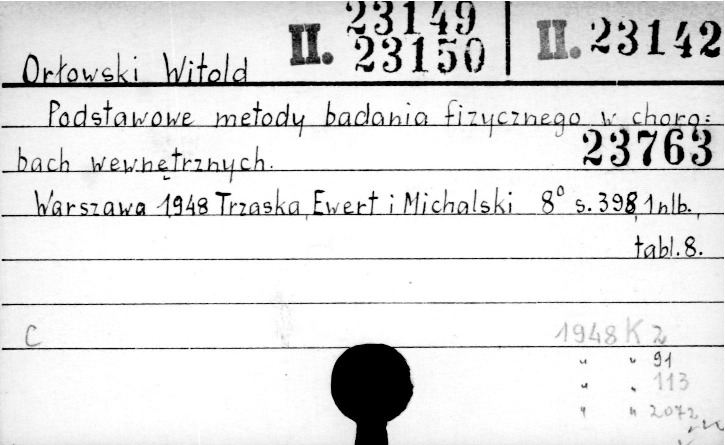 II. 23149
23150
II. 23142
Orłowski Witold
Podstawowe metody badania fizycznego w choro=
bach wewnętrznych.
23763
Warszawa 1948 Trzaska, Ewert i Michalski 8° s. 398, 1 nlb.,
tabl. 8.
C
1948 K 2
" " 91
" " 113
" " 2072